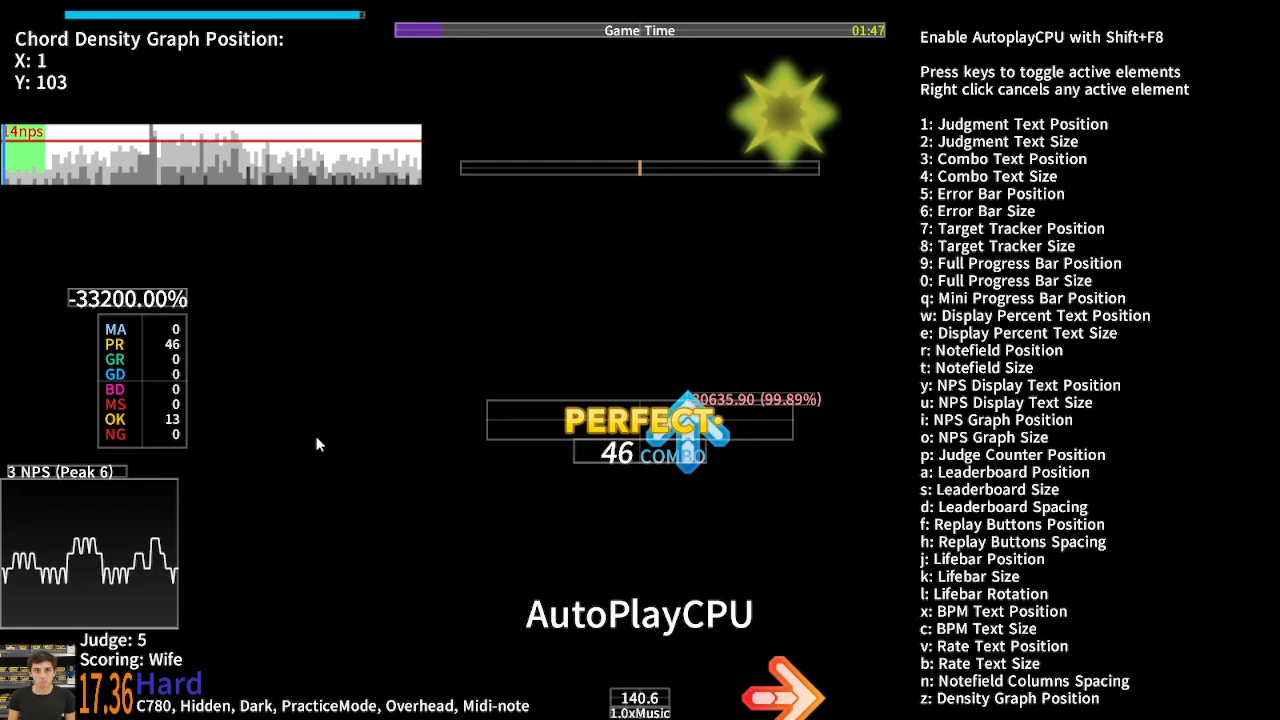 Chord Density Graph Position:
X: 1
Y: 103
Game Time
01:47
14nps
-33200.00%
MA 0
PR 46
GR 0
GD 0
BD 0
MS 0
OK 13
NG 0
3 NPS (Peak 6)
(99.89%)
PERFECT
46 COMBO
AutoPlayCPU
Judge: 5
Scoring: Wife
17.36 Hard
C780, Hidden, Dark, PracticeMode, Overhead, Midi-note
140.6
1.0xMusic
Enable AutoplayCPU with Shift+F8
Press keys to toggle active elements
Right click cancels any active element
1: Judgment Text Position
2: Judgment Text Size
3: Combo Text Position
4: Combo Text Size
5: Error Bar Position
6: Error Bar Size
7: Target Tracker Position
8: Target Tracker Size
9: Full Progress Bar Position
0: Full Progress Bar Size
q: Mini Progress Bar Position
w: Display Percent Text Position
e: Display Percent Text Size
r: Notefield Position
t: Notefield Size
y: NPS Display Text Position
u: NPS Display Text Size
i: NPS Graph Position
o: NPS Graph Size
p: Judge Counter Position
a: Leaderboard Position
s: Leaderboard Size
d: Leaderboard Spacing
f: Replay Buttons Position
h: Replay Buttons Spacing
j: Lifebar Position
k: Lifebar Size
l: Lifebar Rotation
x: BPM Text Position
c: BPM Text Size
v: Rate Text Position
b: Rate Text Size
n: Notefield Columns Spacing
z: Density Graph Position